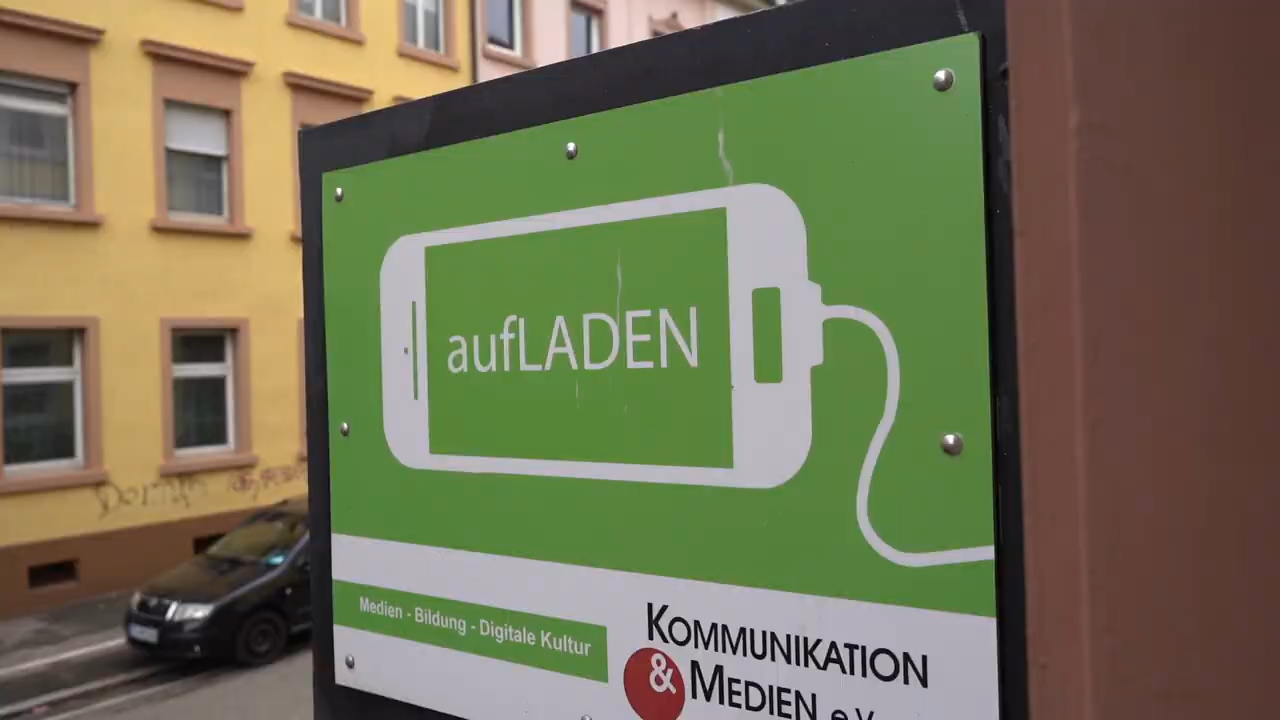 aufLADEN
Medien - Bildung - Digitale Kultur
KOMMUNIKATION
& MEDIEN e.V.